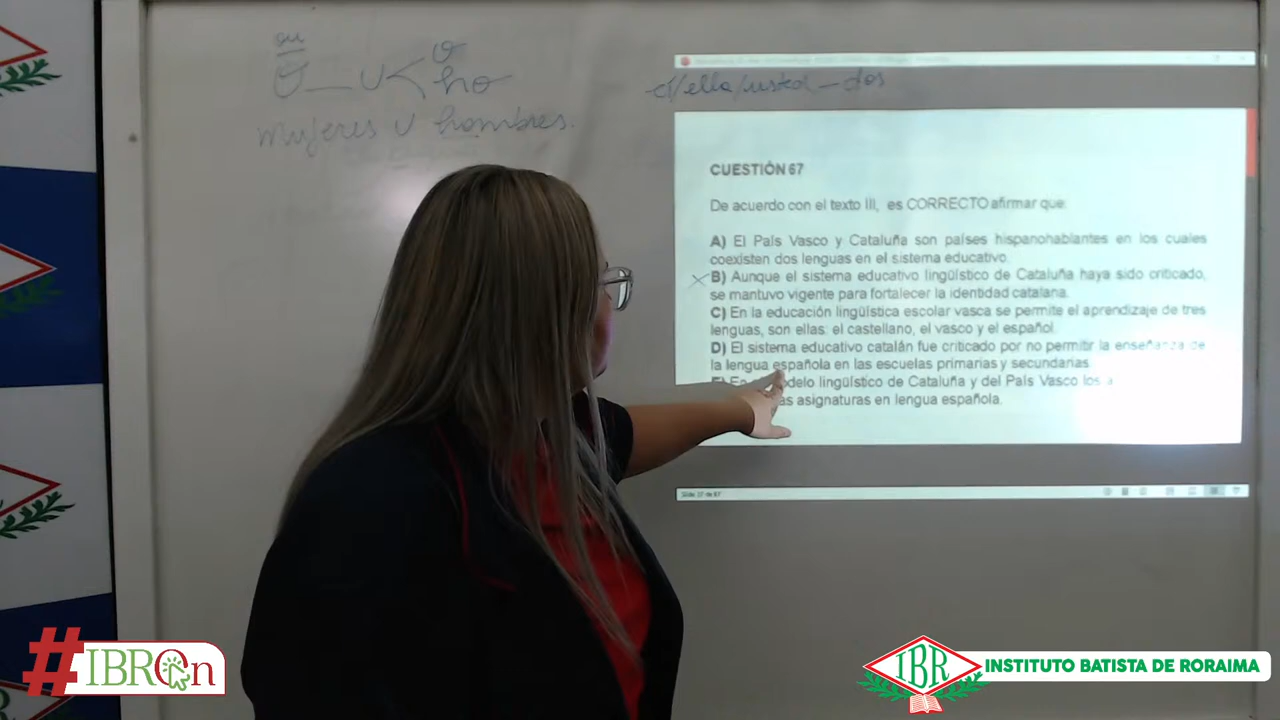 ou
O u < o
ho
mujeres u hombres.
él/ella/usted – dos
CUESTIÓN 67
De acuerdo con el texto III, es CORRECTO afirmar que:
A) El País Vasco y Cataluña son países hispanohablantes en los cuales
coexisten dos lenguas en el sistema educativo.
B) Aunque el sistema educativo lingüístico de Cataluña haya sido criticado,
se mantuvo vigente para fortalecer la identidad catalana.
C) En la educación lingüística escolar vasca se permite el aprendizaje de tres
lenguas, son ellas: el castellano, el vasco y el español.
D) El sistema educativo catalán fue criticado por no permitir la enseñanza de
la lengua española en las escuelas primarias y secundarias.
E) En lingüístico de Cataluña y del País Vasco los
asignaturas en lengua española.
#IBROn
IBR
INSTITUTO BATISTA DE RORAIMA